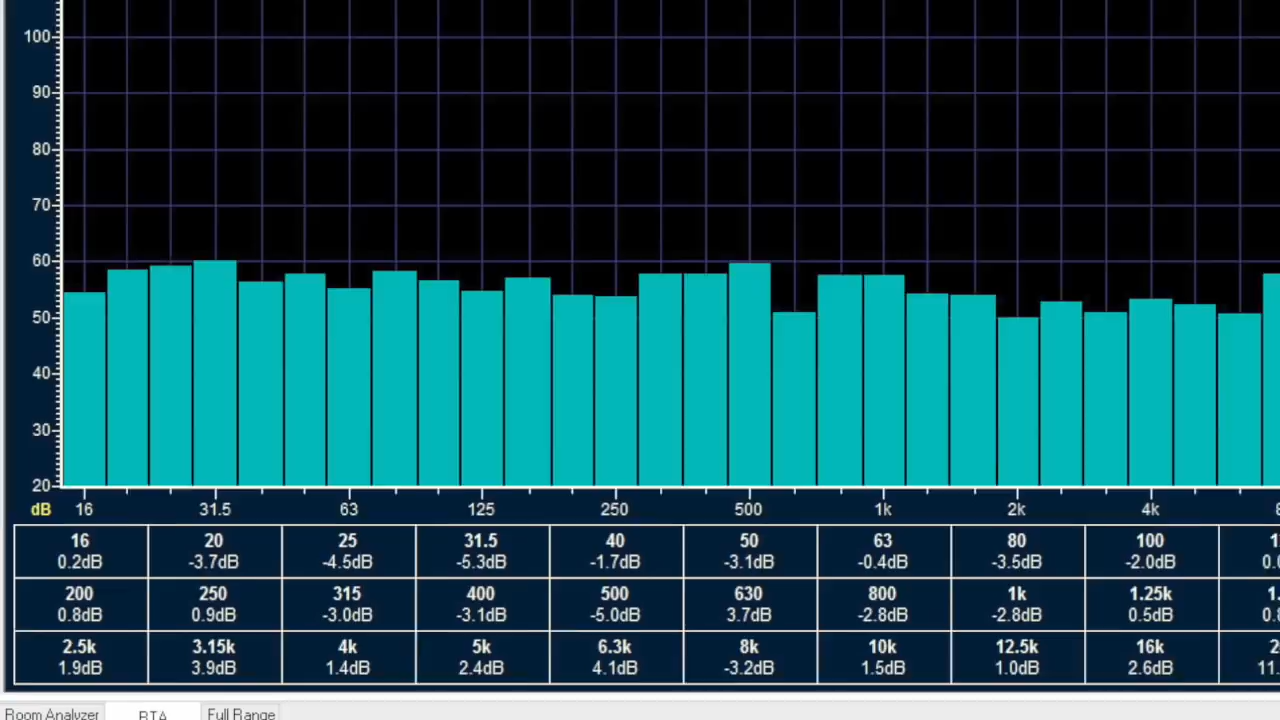 100
90
80
70
60
50
40
30
20
dB 16 31.5 63 125 250 500 1k 2k 4k
16 20 25 31.5 40 50 63 80 100
0.2dB -3.7dB -4.5dB -5.3dB -1.7dB -3.1dB -0.4dB -3.5dB -2.0dB
200 250 315 400 500 630 800 1k 1.25k
0.8dB 0.9dB -3.0dB -3.1dB -5.0dB 3.7dB -2.8dB -2.8dB 0.5dB
2.5k 3.15k 4k 5k 6.3k 8k 10k 12.5k 16k
1.9dB 3.9dB 1.4dB 2.4dB 4.1dB -3.2dB 1.5dB 1.0dB 2.6dB
Room Analyzer RTA Full Range